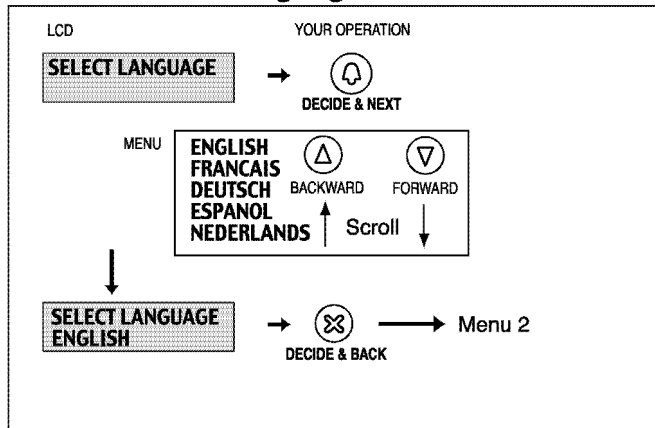 LCD YOUR OPERATION
SELECT LANGUAGE
DECIDE & NEXT
MENU
ENGLISH
FRANCAIS
DEUTSCH
ESPANOL
NEDERLANDS
BACKWARD FORWARD
Scroll
SELECT LANGUAGE
ENGLISH
DECIDE & BACK
Menu 2